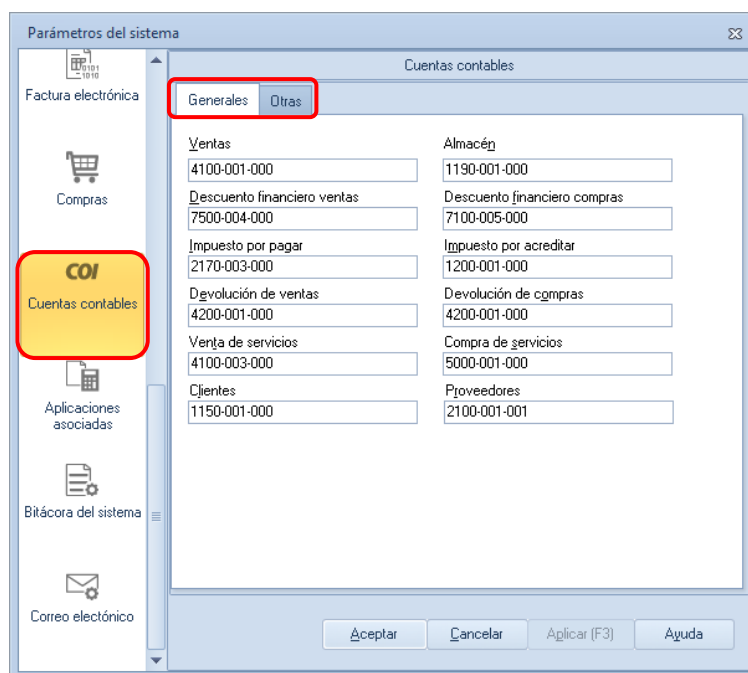 Parámetros del sistema
Factura electrónica
Compras
COI
Cuentas contables
Aplicaciones
asociadas
Bitácora del sistema
Correo electónico
Cuentas contables
Generales Otras
Ventas Almacén
4100-001-000 1190-001-000
Descuento financiero ventas Descuento financiero compras
7500-004-000 7100-005-000
Impuesto por pagar Impuesto por acreditar
2170-003-000 1200-001-000
Devolución de ventas Devolución de compras
4200-001-000 4200-001-000
Venta de servicios Compra de servicios
4100-003-000 5000-001-000
Clientes Proveedores
1150-001-000 2100-001-001
Aceptar Cancelar Aplicar (F3) Ayuda